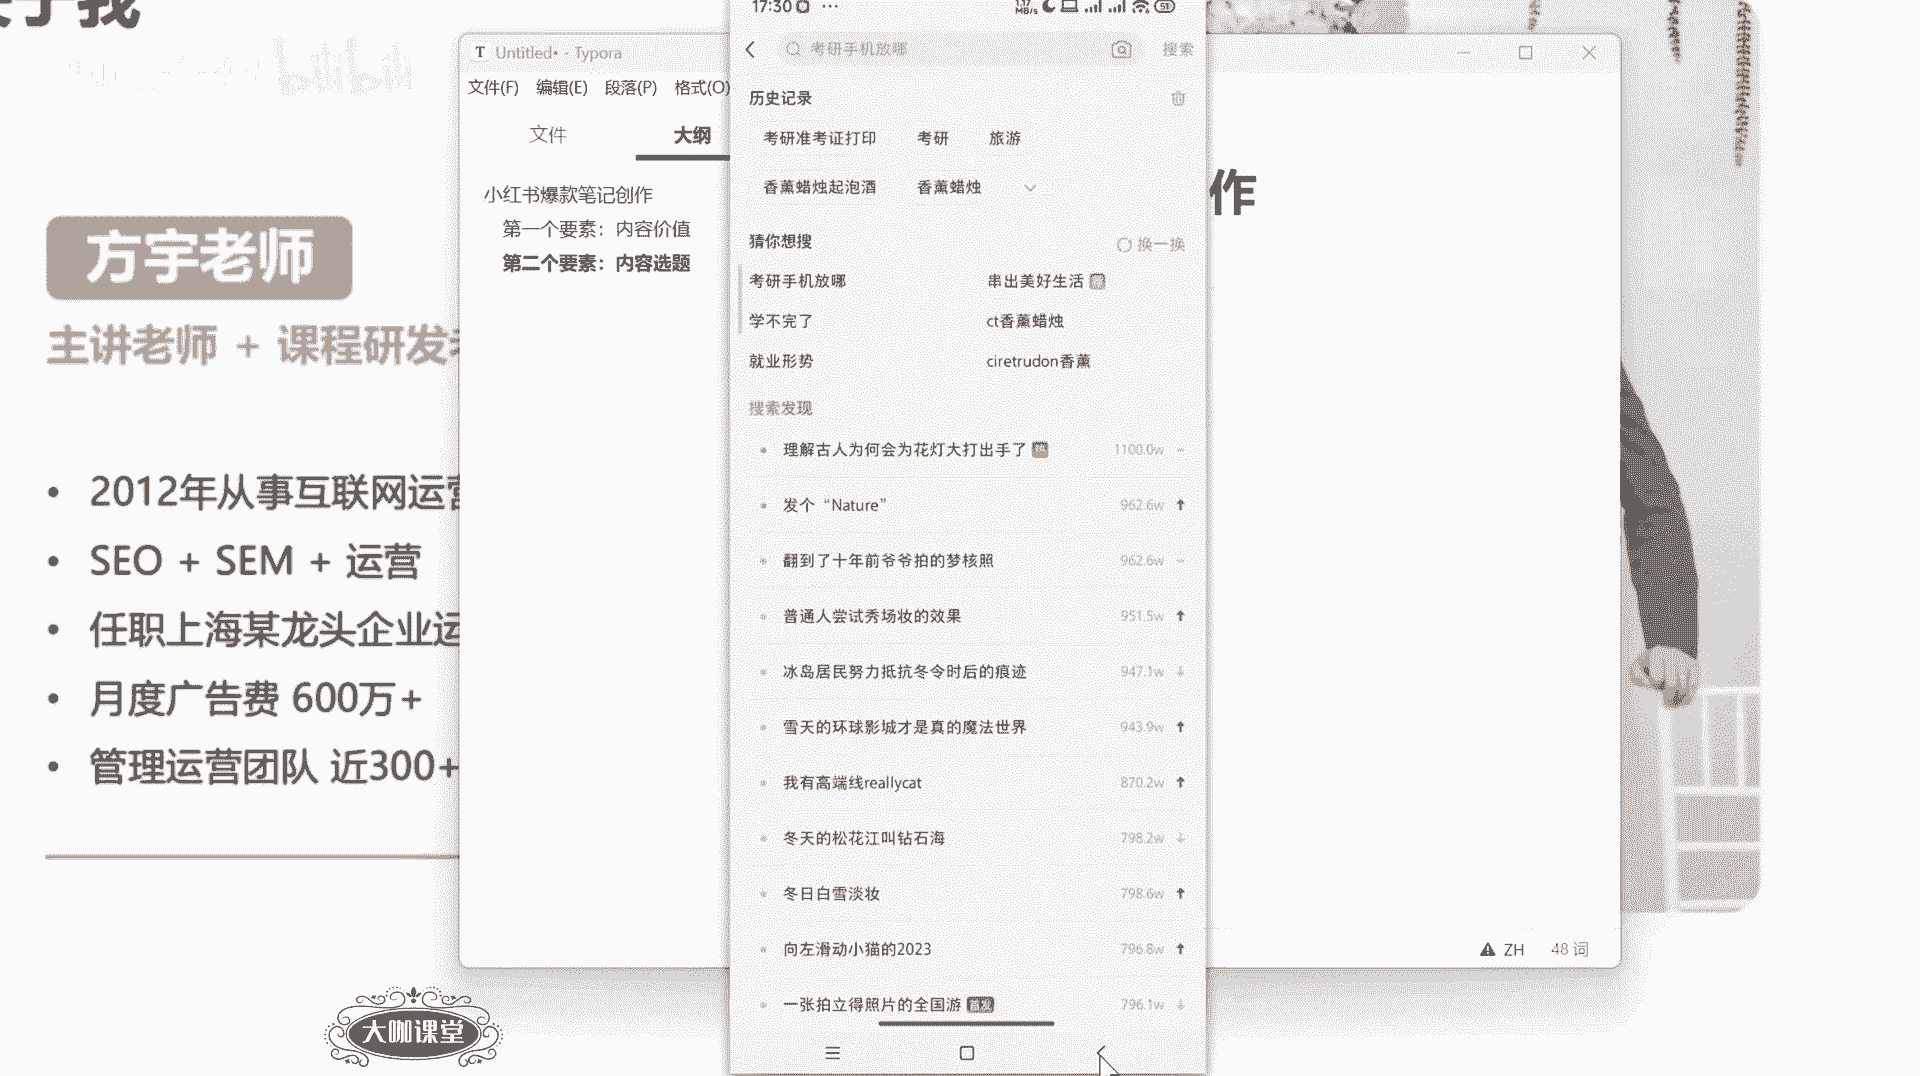 关于我
bilibili
方宇老师
主讲老师 + 课程研发
2012年从事互联网运营
SEO + SEM + 运营
任职上海某龙头企业运
月度广告费 600万+
管理运营团队 近300+
大咖课堂
T Untitled• - Typora
文件(F) 编辑(E) 段落(P) 格式(O)
文件 大纲
小红书爆款笔记创作
第一个要素：内容价值
第二个要素：内容选题
作
ZH 48 词
17:30 ··· 1.17 MB/s 51
考研手机放哪 搜索
历史记录
考研准考证打印 考研 旅游
香薰蜡烛起泡酒 香薰蜡烛
猜你想搜 换一换
考研手机放哪 串出美好生活
学不完了 ct香薰蜡烛
就业形势 ciretrudon香薰
搜索发现
理解古人为何会为花灯大打出手了 热 1100.0w
发个“Nature” 962.6w
翻到了十年前爷爷拍的梦核照 962.6w
普通人尝试秀场妆的效果 951.5w
冰岛居民努力抵抗冬令时后的痕迹 947.1w
雪天的环球影城才是真的魔法世界 943.9w
我有高端线reallycat 870.2w
冬天的松花江叫钻石海 798.2w
冬日白雪淡妆 798.6w
向左滑动小猫的2023 796.8w
一张拍立得照片的全国游 首发 796.1w